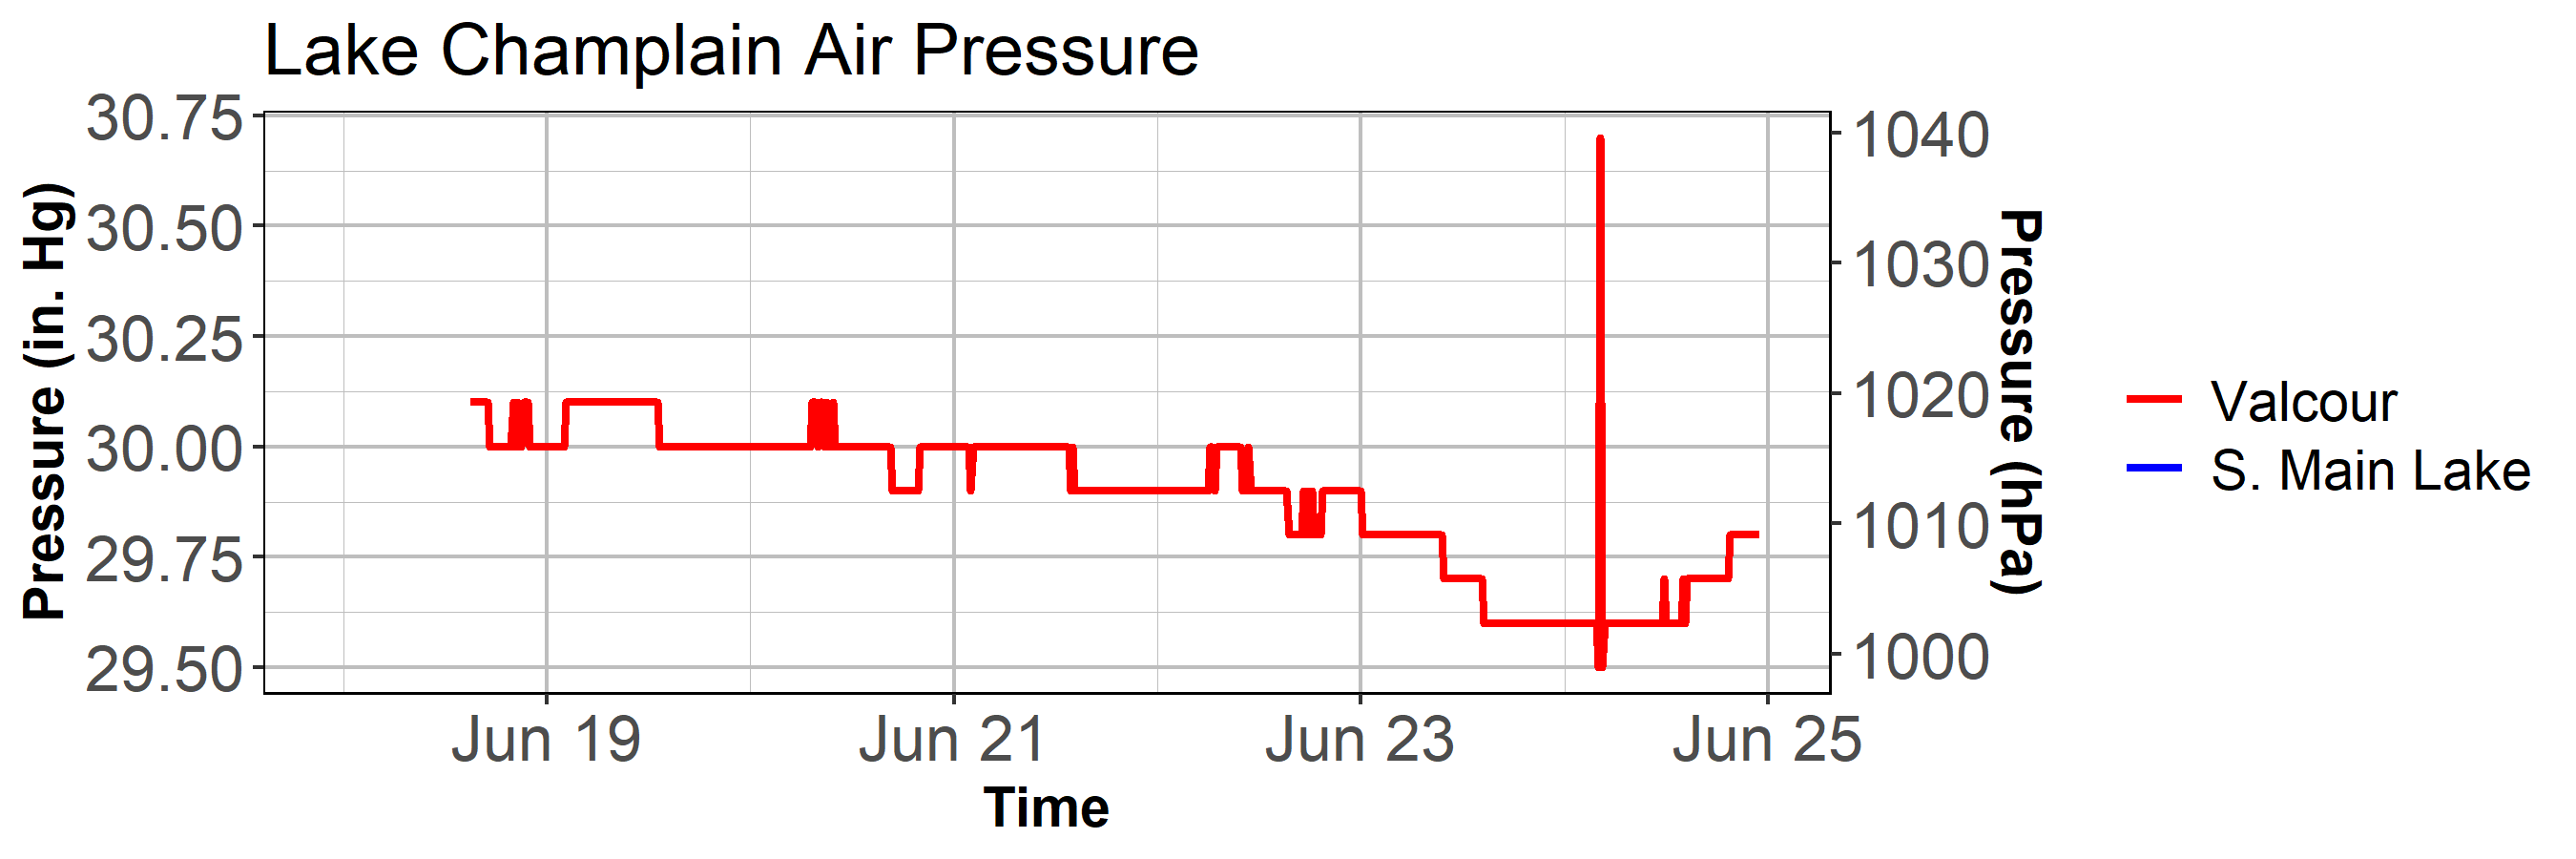 Lake Champlain Air Pressure
Pressure (in. Hg)
30.75
30.50
30.25
30.00
29.75
29.50
1040
1030
1020
1010
1000
Pressure (hPa)
Valcour
S. Main Lake
Jun 19
Jun 21
Jun 23
Jun 25
Time